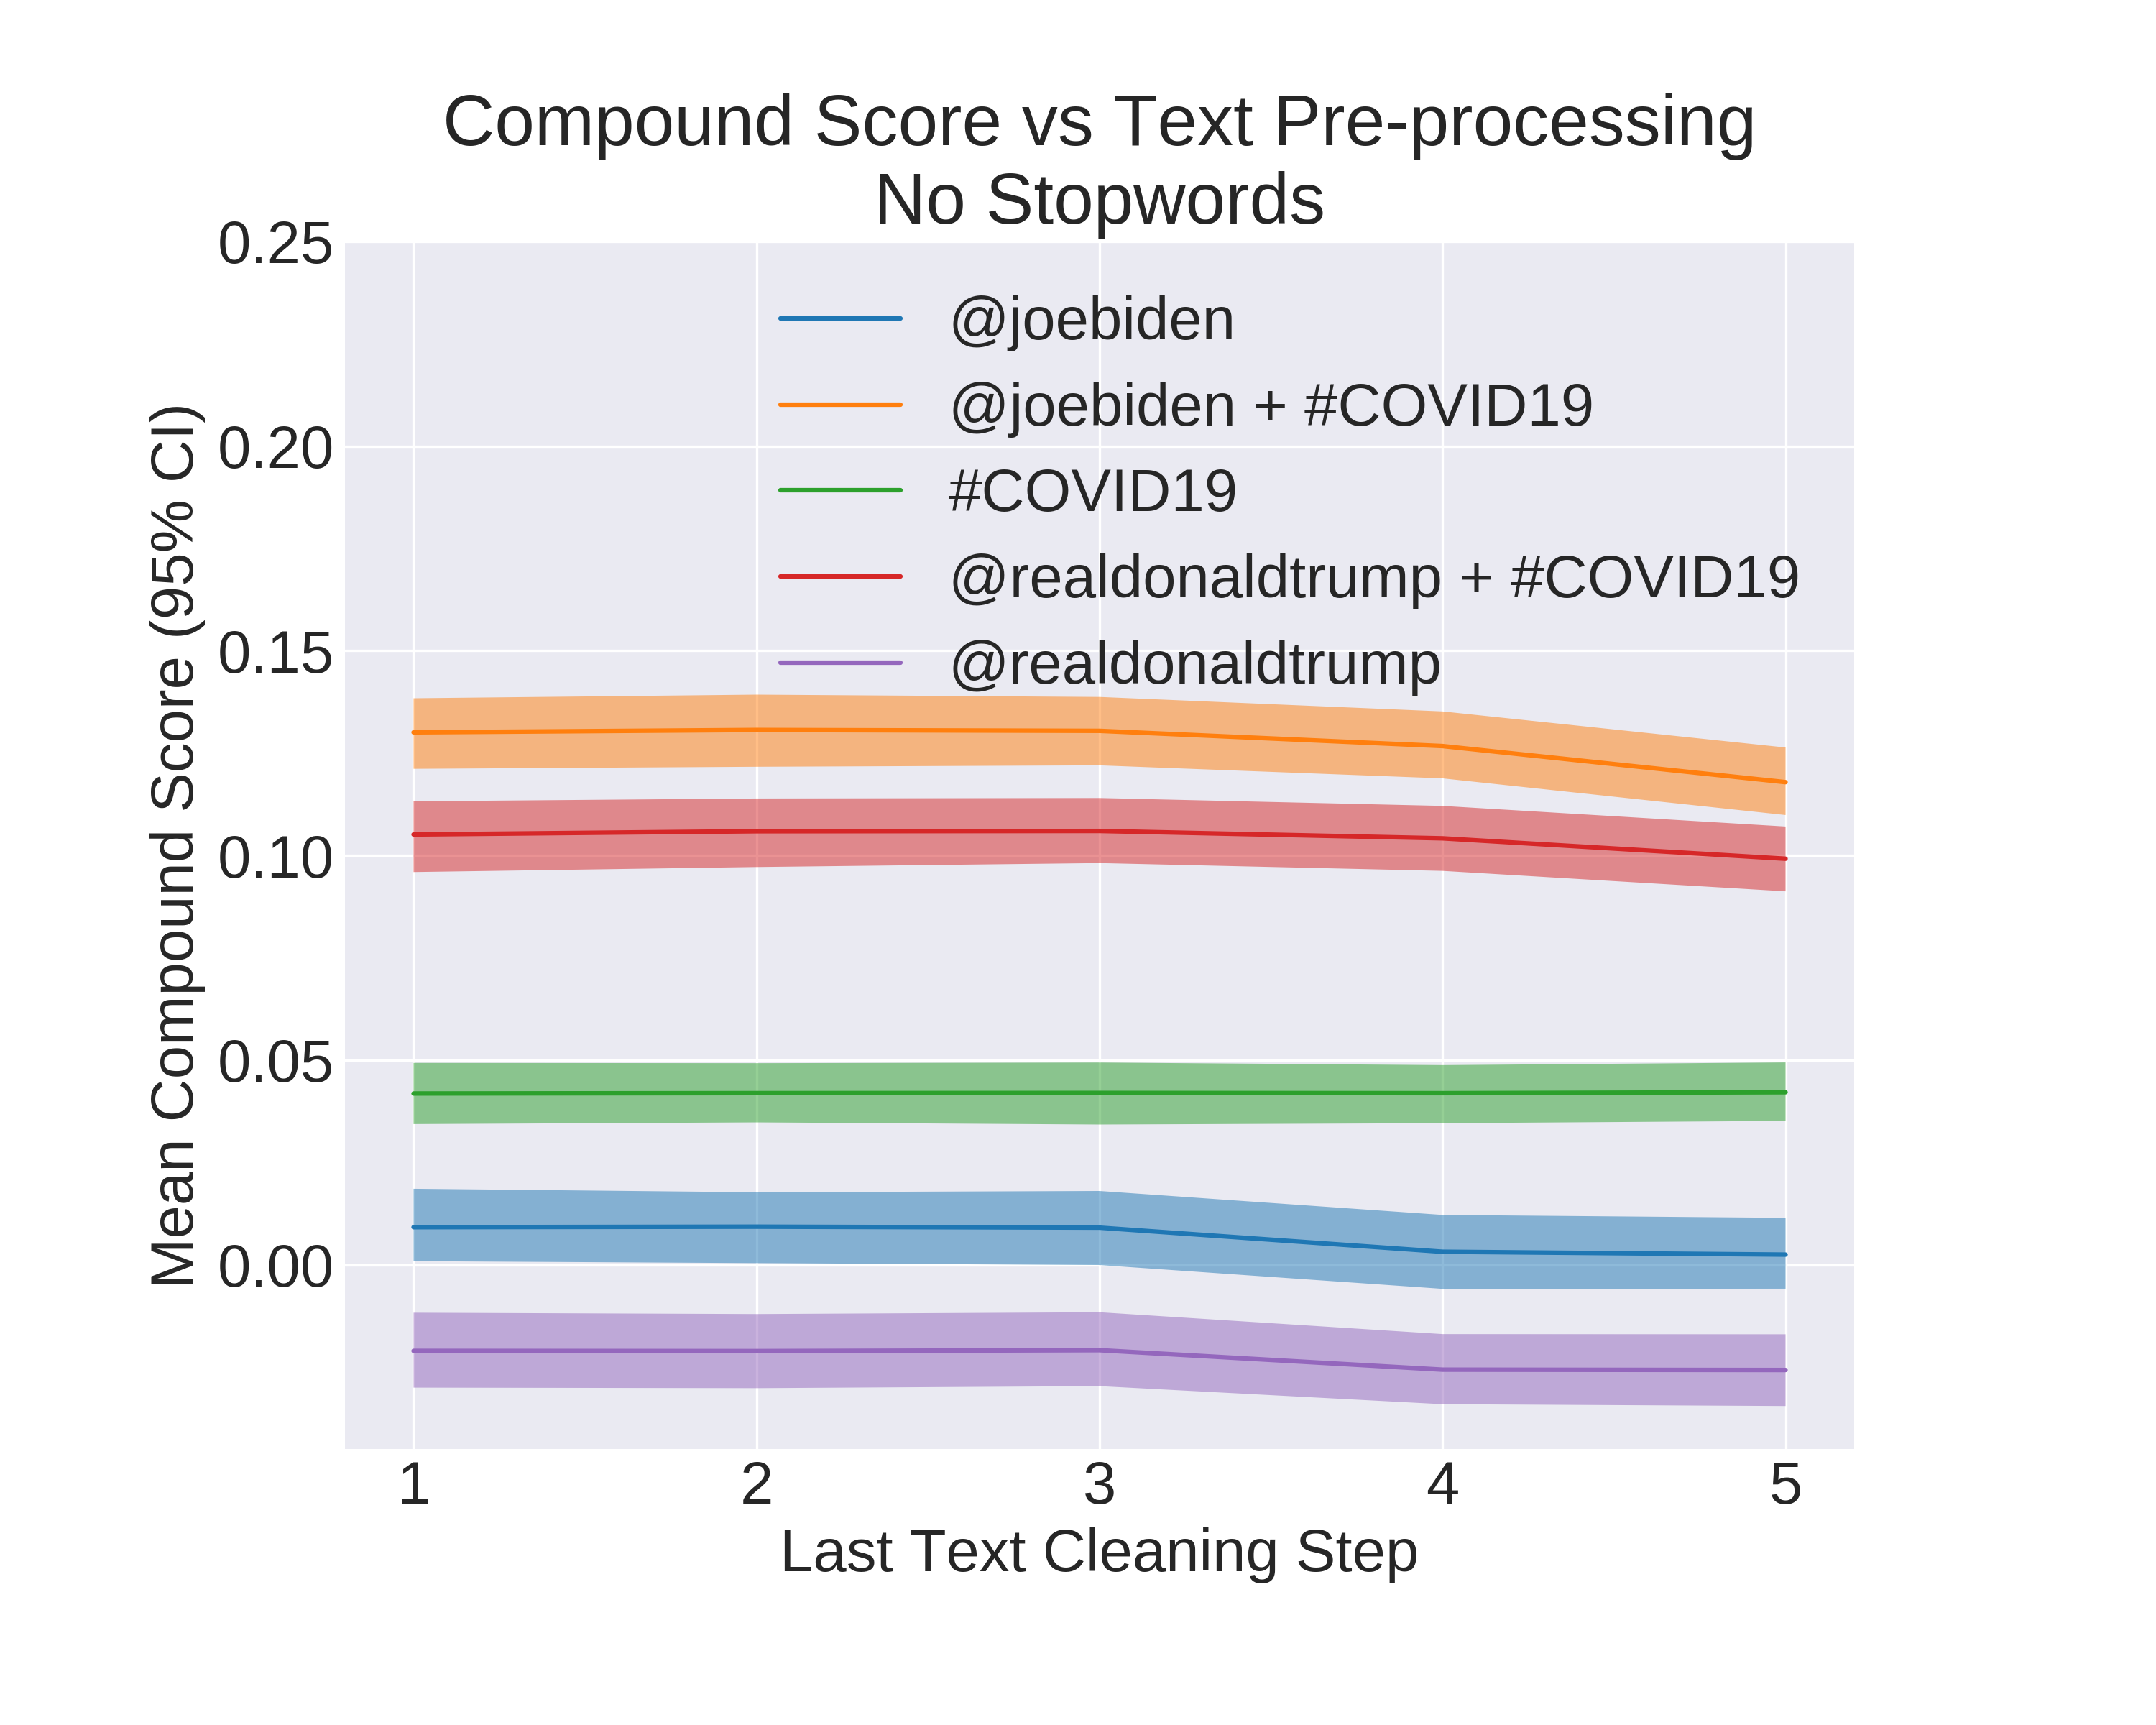 Compound Score vs Text Pre-processing
No Stopwords
0.25
0.20
0.15
0.10
0.05
0.00
Mean Compound Score (95% CI)
@joebiden
@joebiden + #COVID19
#COVID19
@realdonaldtrump + #COVID19
@realdonaldtrump
1 2 3 4 5
Last Text Cleaning Step